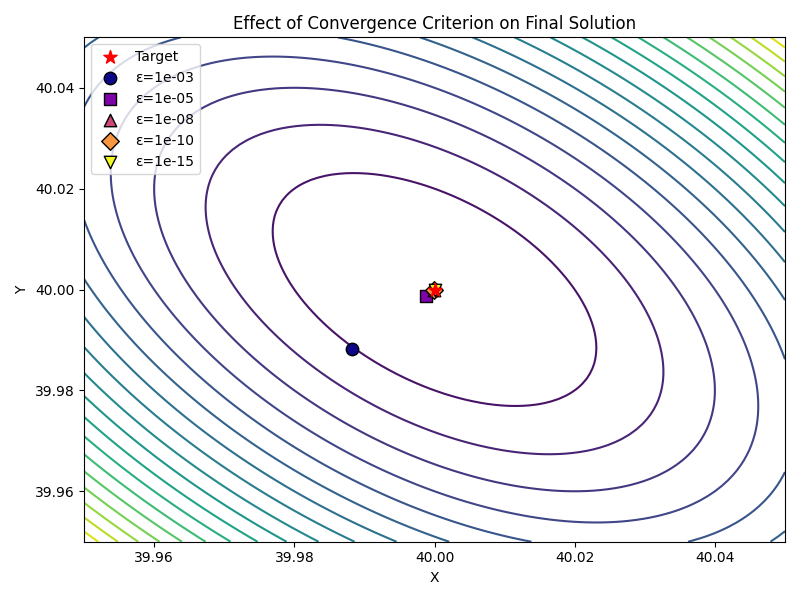 Effect of Convergence Criterion on Final Solution
Target
ε=1e-03
ε=1e-05
ε=1e-08
ε=1e-10
ε=1e-15
40.04
40.02
40.00
39.98
39.96
Y
39.96 39.98 40.00 40.02 40.04
X